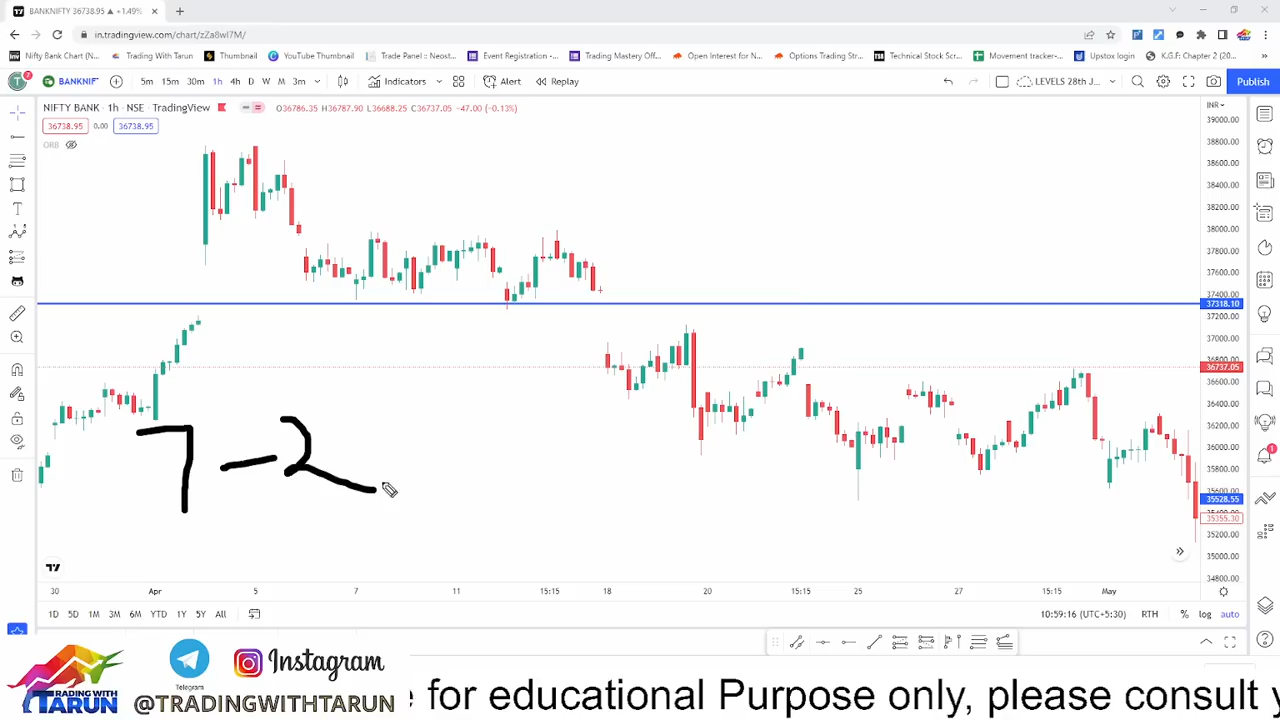 BANKNIFTY 36738.95 ▲ +1.49%
in.tradingview.com/chart/zZa8wI7M/
Nifty Bank Chart (N...
Trading With Tarun
Thumbnail
YouTube Thumbnail
Trade Panel :: Neost...
Event Registration -...
Trading Mastery Off...
Open Interest for N...
Options Trading Str...
Technical Stock Scr...
Movement tracker-...
Upstox login
K.G.F: Chapter 2 (20...
7
BANKNIF
5m 15m 30m 1h 4h D W M 3m
Indicators
Alert
Replay
LEVELS 28th J...
Publish
NIFTY BANK · 1h · NSE · TradingView
O36786.35 H36787.90 L36688.25 C36737.05 -47.00 (-0.13%)
INR
36738.95 0.00 36738.95
ORB
39000.00
38800.00
38600.00
38400.00
38200.00
38000.00
37800.00
37600.00
37400.00
37318.10
37200.00
37000.00
36800.00
36737.05
36600.00
36400.00
36200.00
36000.00
35800.00
35600.00
35528.55
35400.00
35355.30
35200.00
35000.00
34800.00
7-2
1
30 Apr 5 7 11 15:15 18 20 15:15 25 27 15:15 May
1D 5D 1M 3M 6M YTD 1Y 5Y All
10:59:16 (UTC+5:30) RTH % log auto
TRADING WITH
TARUN
Telegram
Instagram
@TRADINGWITHTARUN
e for educational Purpose only, please consult y